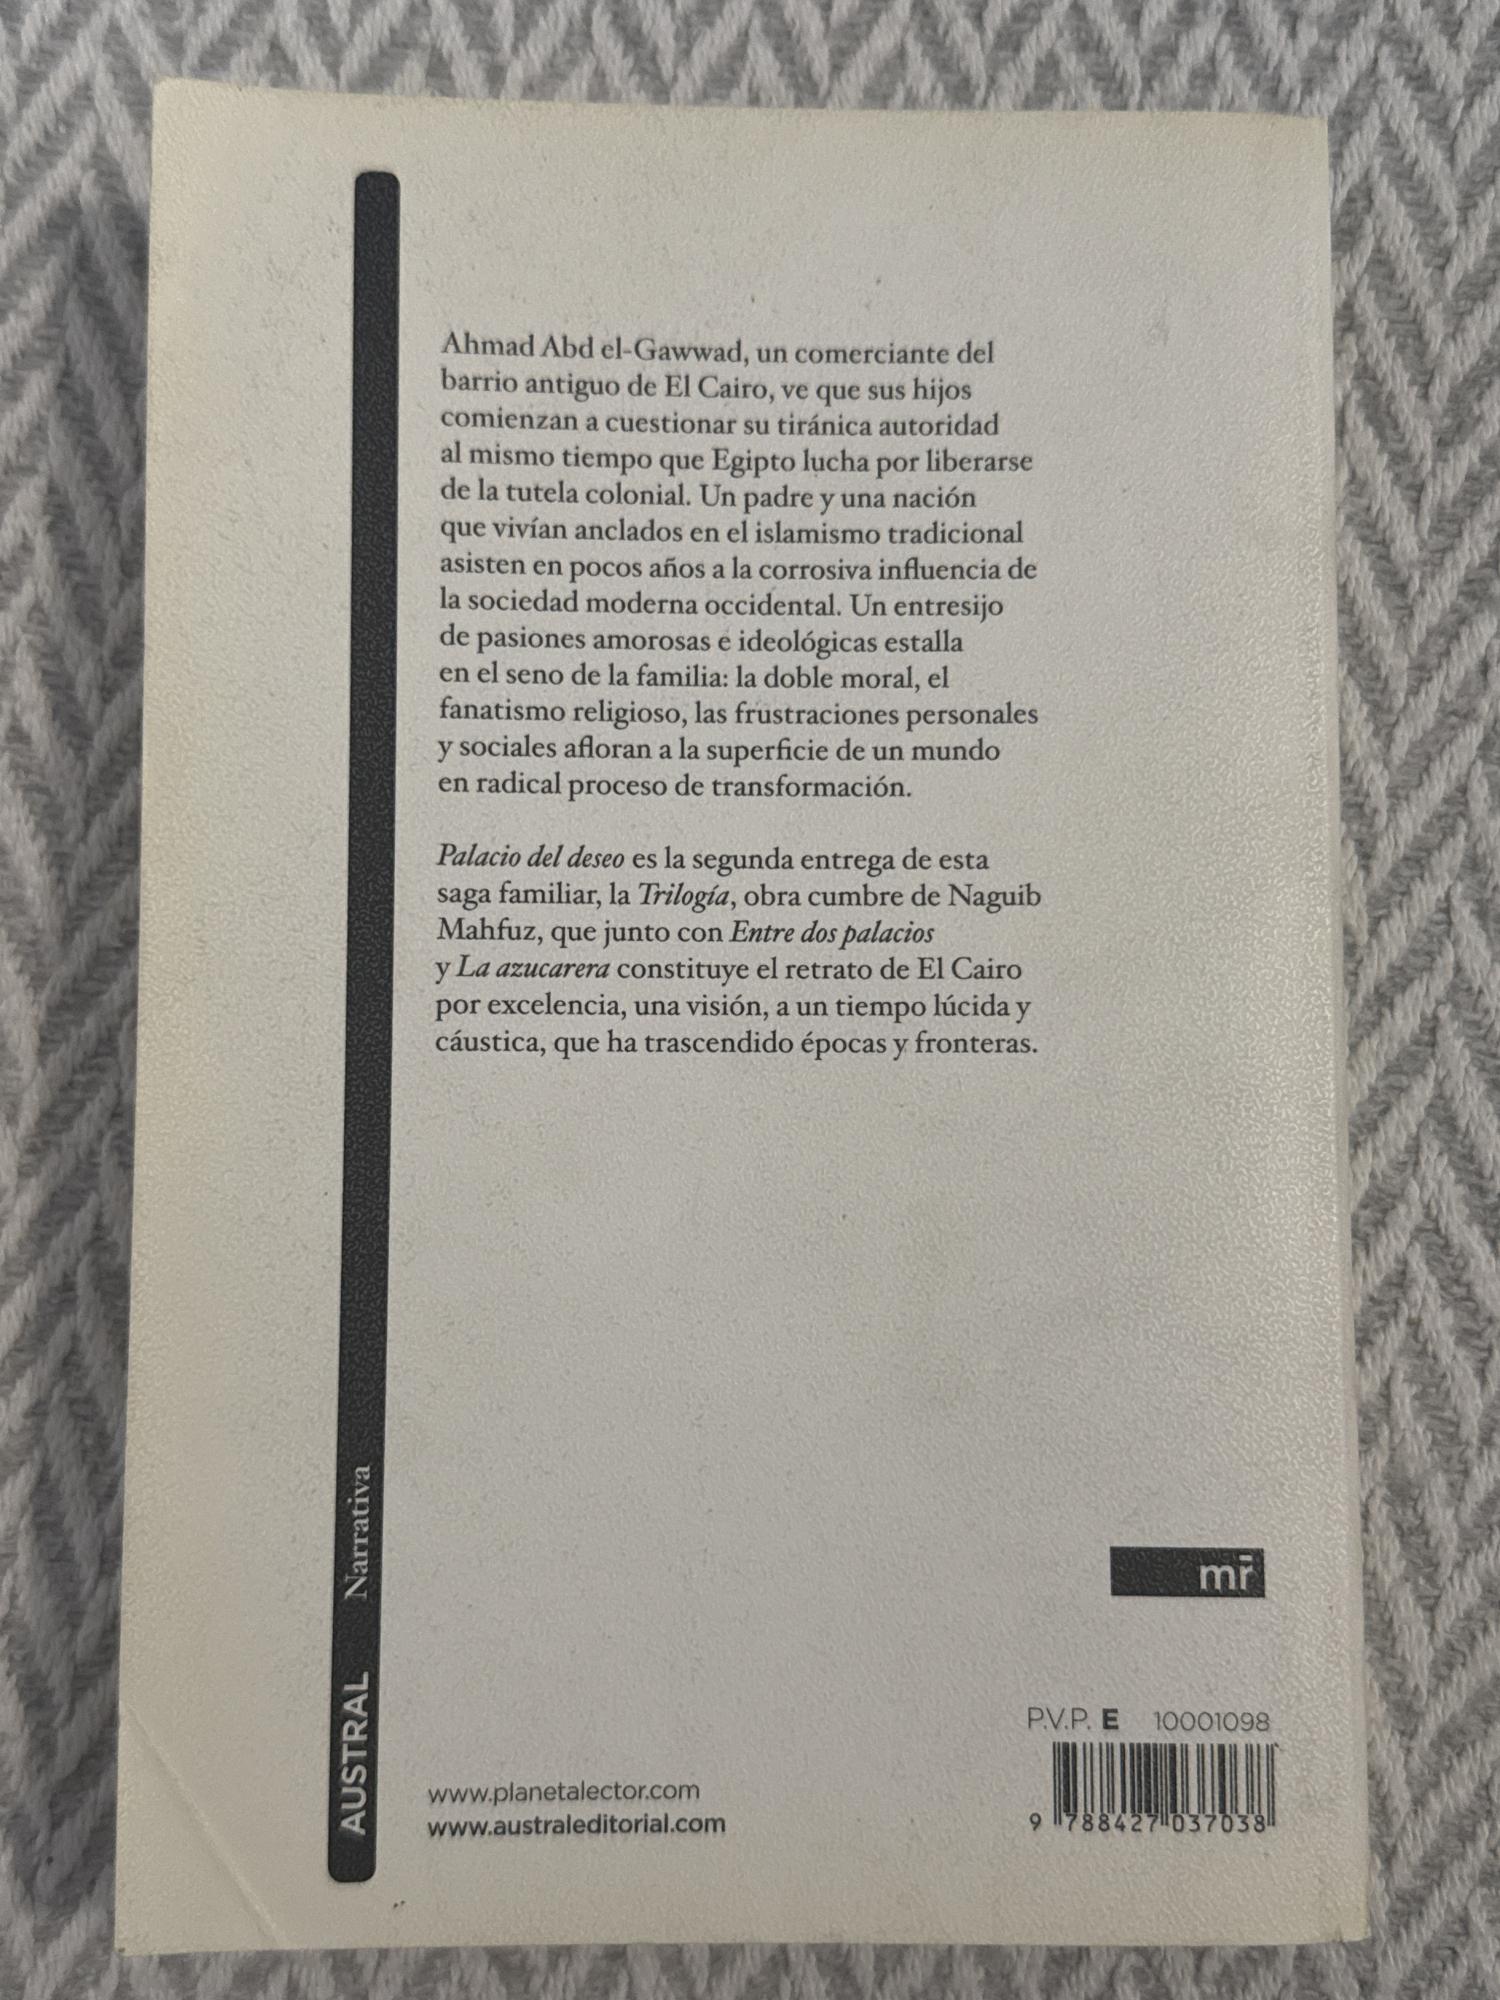 Ahmad Abd el-Gawwad, un comerciante del
barrio antiguo de El Cairo, ve que sus hijos
comienzan a cuestionar su tiránica autoridad
al mismo tiempo que Egipto lucha por liberarse
de la tutela colonial. Un padre y una nación
que vivían anclados en el islamismo tradicional
asisten en pocos años a la corrosiva influencia de
la sociedad moderna occidental. Un entresijo
de pasiones amorosas e ideológicas estalla
en el seno de la familia: la doble moral, el
fanatismo religioso, las frustraciones personales
y sociales afloran a la superficie de un mundo
en radical proceso de transformación.
Palacio del deseo es la segunda entrega de esta
saga familiar, la Trilogía, obra cumbre de Naguib
Mahfuz, que junto con Entre dos palacios
y La azucarera constituye el retrato de El Cairo
por excelencia, una visión, a un tiempo lúcida y
cáustica, que ha trascendido épocas y fronteras.
AUSTRAL Narrativa
mr̄
P.V.P. E 10001098
9 788427 037038
www.planetalector.com
www.australeditorial.com